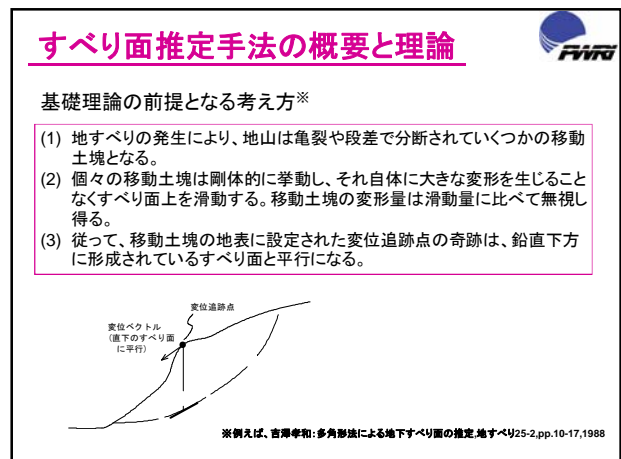 すべり面推定手法の概要と理論
PWRI
基礎理論の前提となる考え方※
(1) 地すべりの発生により、地山は亀裂や段差で分断されていくつかの移動
土塊となる。
(2) 個々の移動土塊は剛体的に挙動し、それ自体に大きな変形を生じること
なくすべり面上を滑動する。移動土塊の変形量は滑動量に比べて無視し
得る。
(3) 従って、移動土塊の地表に設定された変位追跡点の奇跡は、鉛直下方
に形成されているすべり面と平行になる。
変位追跡点
変位ベクトル
(直下のすべり面
に平行)
※例えば、吉澤孝和:多角形法による地下すべり面の推定,地すべり25-2,pp.10-17,1988